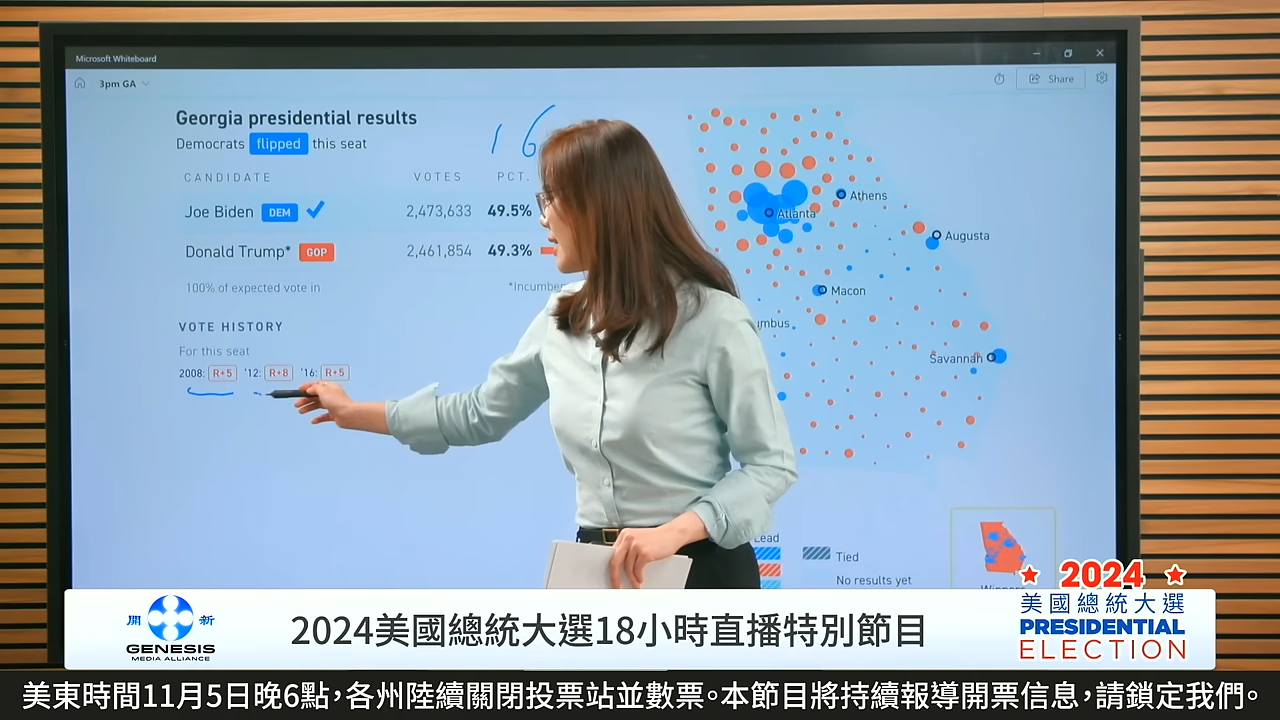 Microsoft Whiteboard
3pm GA
Share
Georgia presidential results
16
Democrats flipped this seat
CANDIDATE VOTES PCT.
Joe Biden DEM 2,473,633 49.5%
Donald Trump* GOP 2,461,854 49.3%
100% of expected vote in *Incumben
VOTE HISTORY
For this seat
2008: R+5 '12: R+8 '16: R+5
Athens
Atlanta
Augusta
Macon
umbus
Savannah
Lead
Tied
No results yet
開新
GENESIS
MEDIA ALLIANCE
2024美國總統大選18小時直播特別節目
2024
美國總統大選
PRESIDENTIAL
ELECTION
美東時間11月5日晚6點,各州陸續關閉投票站並數票。本節目將持續報導開票信息,請鎖定我們。